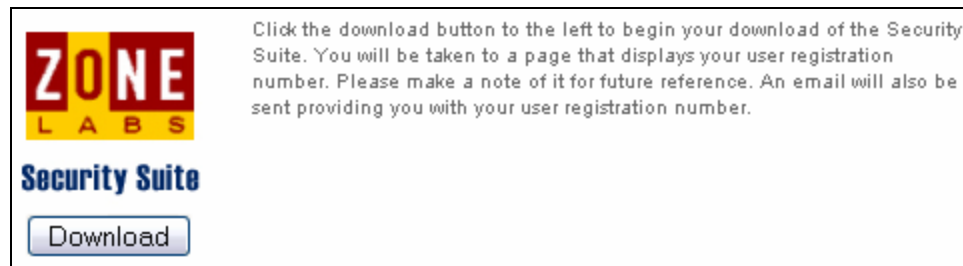 ZONE
LABS
Security Suite
Download
Click the download button to the left to begin your download of the Security
Suite. You will be taken to a page that displays your user registration
number. Please make a note of it for future reference. An email will also be
sent providing you with your user registration number.